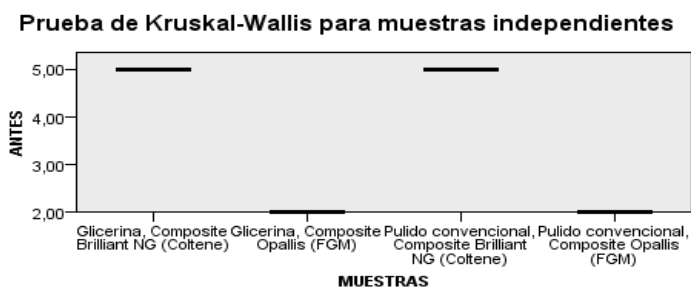 Prueba de Kruskal-Wallis para muestras independientes
ANTES
5,00
4,00
3,00
2,00
Glicerina, Composite
Brilliant NG (Coltene)
Glicerina, Composite
Opallis (FGM)
Pulido convencional,
Composite Brilliant
NG (Coltene)
Pulido convencional,
Composite Opallis
(FGM)
MUESTRAS